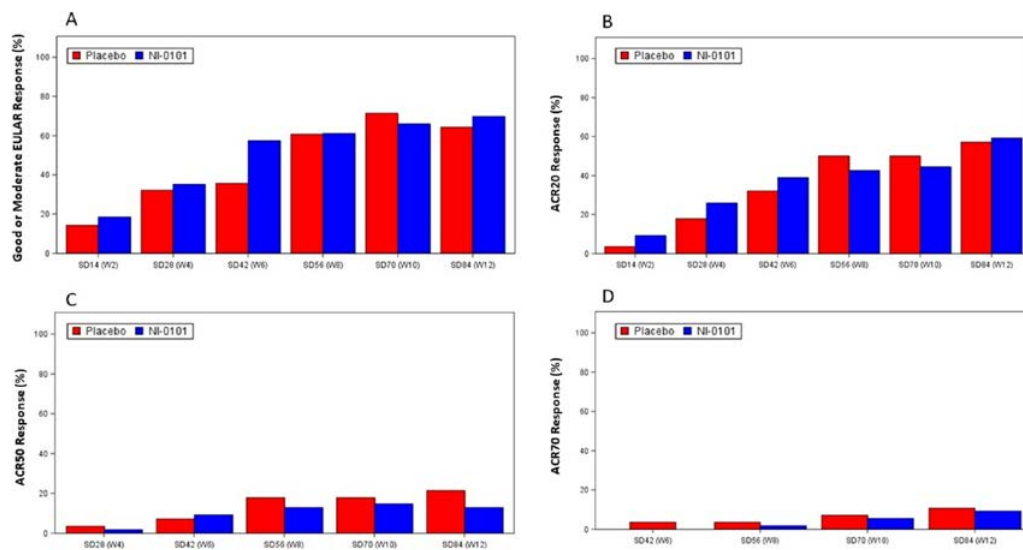 A
Good or Moderate EULAR Response (%)
Placebo NI-0101
100
80
60
40
20
0
SD14 (W2) SD28 (W4) SD42 (W6) SD56 (W8) SD70 (W10) SD84 (W12)
B
ACR20 Response (%)
Placebo NI-0101
100
80
60
40
20
0
SD14 (W2) SD28 (W4) SD42 (W6) SD56 (W8) SD70 (W10) SD84 (W12)
C
ACR50 Response (%)
Placebo NI-0101
100
80
60
40
20
0
SD28 (W4) SD42 (W6) SD56 (W8) SD70 (W10) SD84 (W12)
D
ACR70 Response (%)
Placebo NI-0101
100
80
60
40
20
0
SD42 (W6) SD56 (W8) SD70 (W10) SD84 (W12)